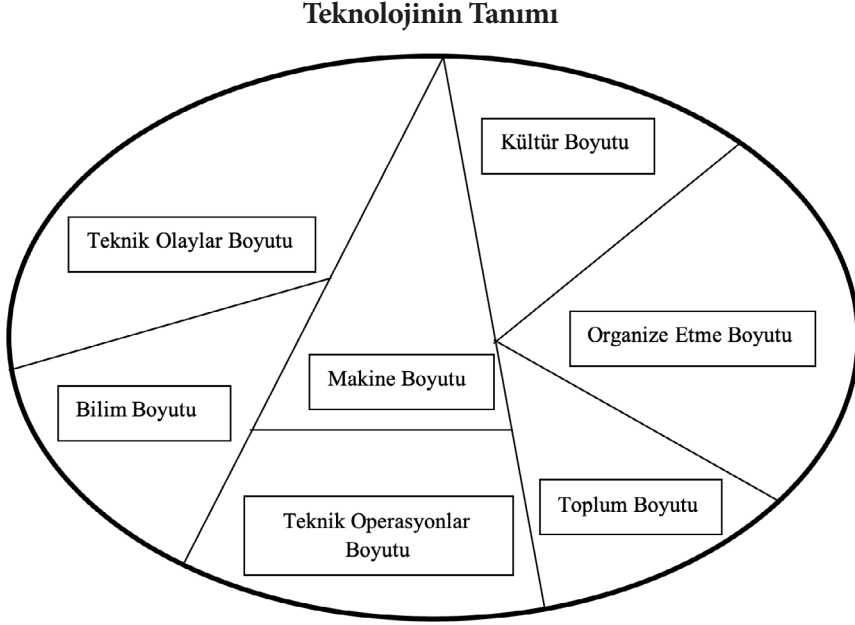 Teknolojinin Tanımı
Kültür Boyutu
Teknik Olaylar Boyutu
Organize Etme Boyutu
Makine Boyutu
Bilim Boyutu
Toplum Boyutu
Teknik Operasyonlar
Boyutu